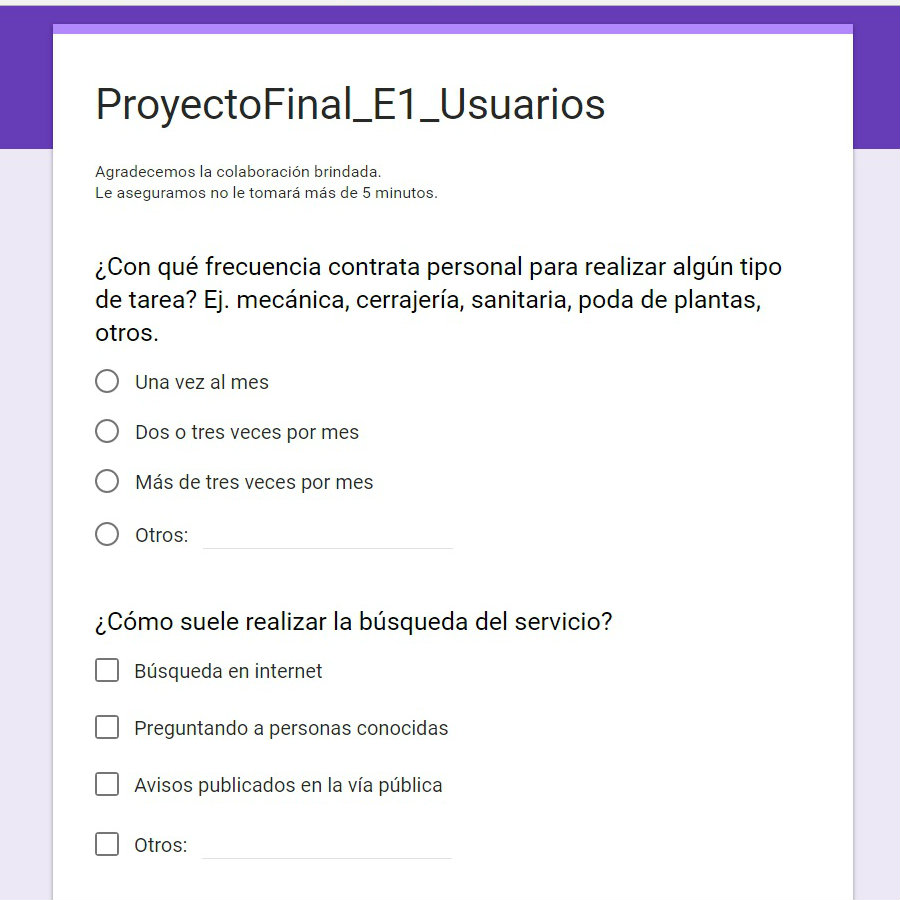 ProyectoFinal_E1_Usuarios
Agradecemos la colaboración brindada.
Le aseguramos no le tomará más de 5 minutos.
¿Con qué frecuencia contrata personal para realizar algún tipo
de tarea? Ej. mecánica, cerrajería, sanitaria, poda de plantas,
otros.
Una vez al mes
Dos o tres veces por mes
Más de tres veces por mes
Otros:
¿Cómo suele realizar la búsqueda del servicio?
Búsqueda en internet
Preguntando a personas conocidas
Avisos publicados en la vía pública
Otros: